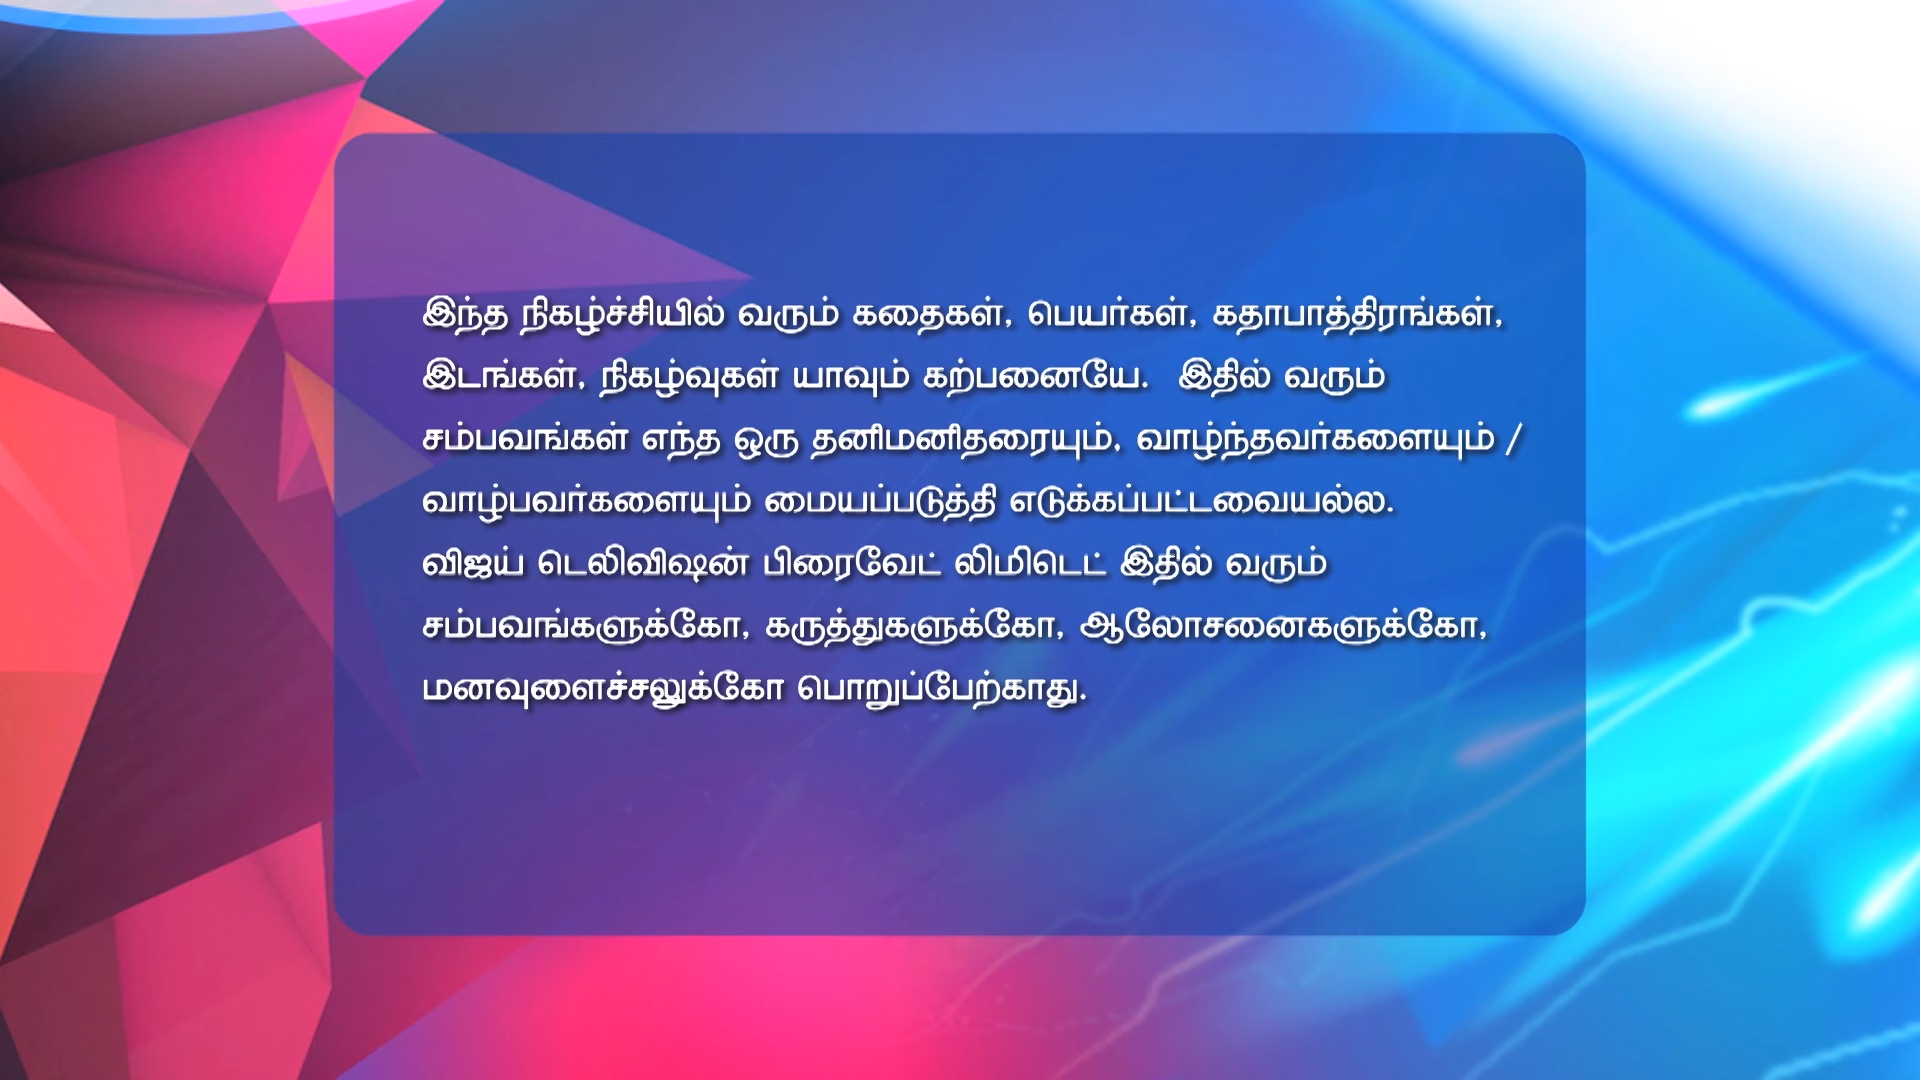 இந்த நிகழ்ச்சியில் வரும் கதைகள், பெயர்கள், கதாபாத்திரங்கள்,
இடங்கள், நிகழ்வுகள் யாவும் கற்பனையே. இதில் வரும்
சம்பவங்கள் எந்த ஒரு தனிமனிதரையும், வாழ்ந்தவர்களையும் /
வாழ்பவர்களையும் மையப்படுத்தி எடுக்கப்பட்டவையல்ல.
விஜய் டெலிவிஷன் பிரைவேட் லிமிடெட் இதில் வரும்
சம்பவங்களுக்கோ, கருத்துகளுக்கோ, ஆலோசனைகளுக்கோ,
மனவுளைச்சலுக்கோ பொறுப்பேற்காது.